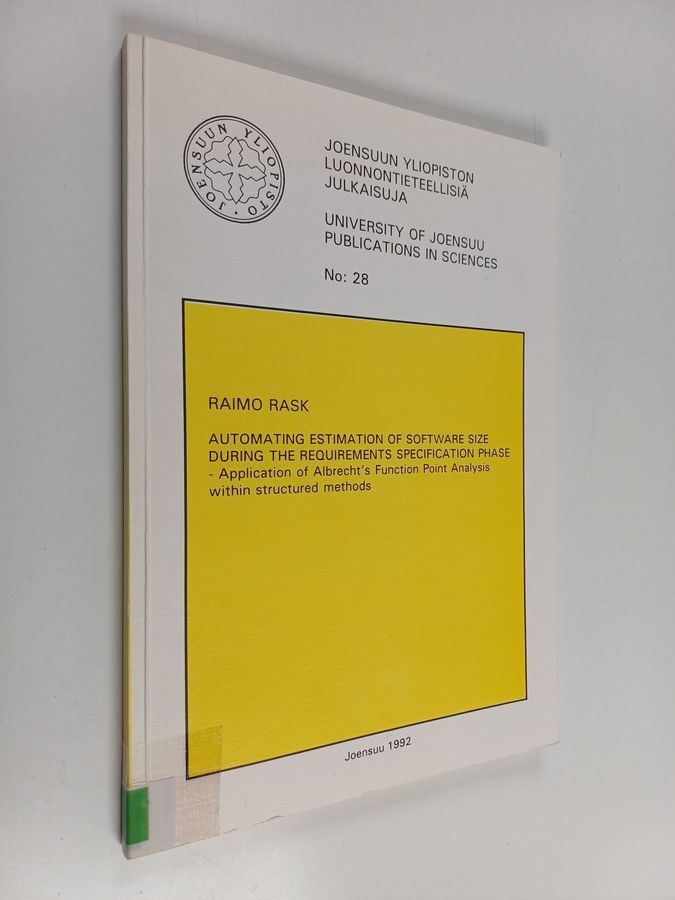 JOENSUUN YLIOPISTO
JOENSUUN YLIOPISTON
LUONNONTIETEELLISIÄ
JULKAISUJA
UNIVERSITY OF JOENSUU
PUBLICATIONS IN SCIENCES
No: 28
RAIMO RASK
AUTOMATING ESTIMATION OF SOFTWARE SIZE
DURING THE REQUIREMENTS SPECIFICATION PHASE
- Application of Albrecht's Function Point Analysis
within structured methods
Joensuu 1992